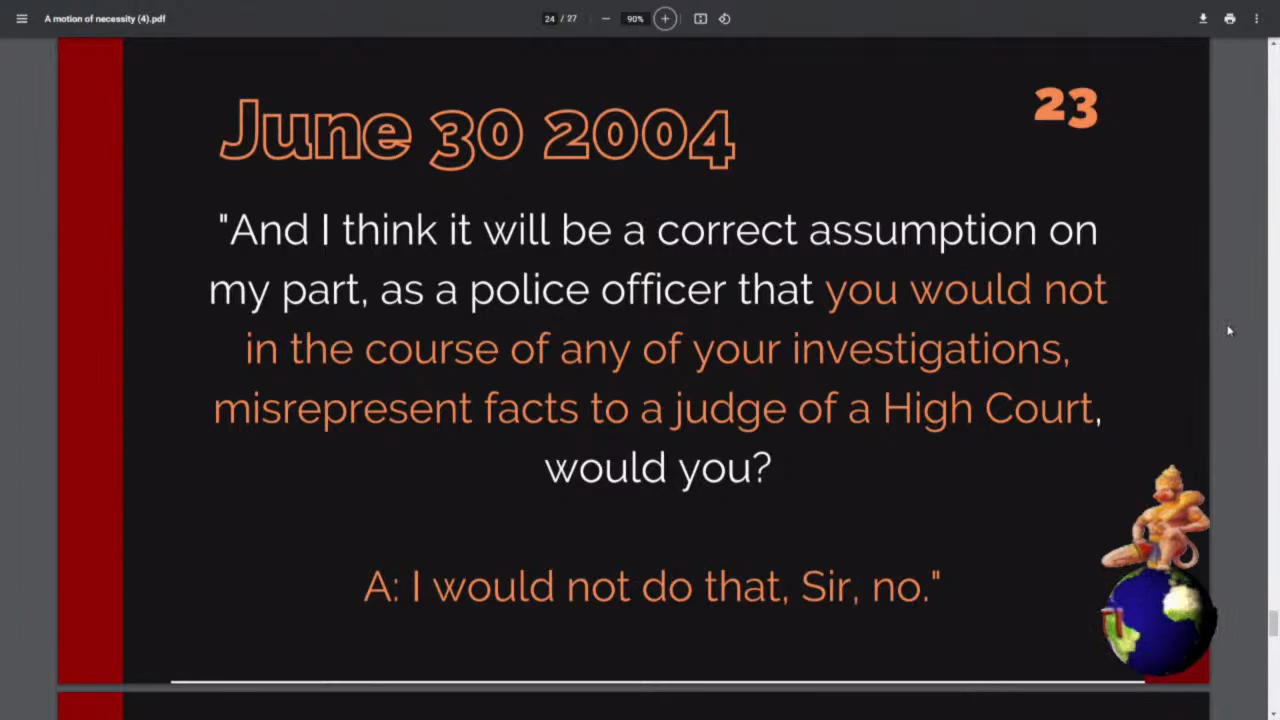 A motion of necessity (4).pdf
24 / 27
90%
June 30 2004
23
"And I think it will be a correct assumption on
my part, as a police officer that you would not
in the course of any of your investigations,
misrepresent facts to a judge of a High Court,
would you?
A: I would not do that, Sir, no."